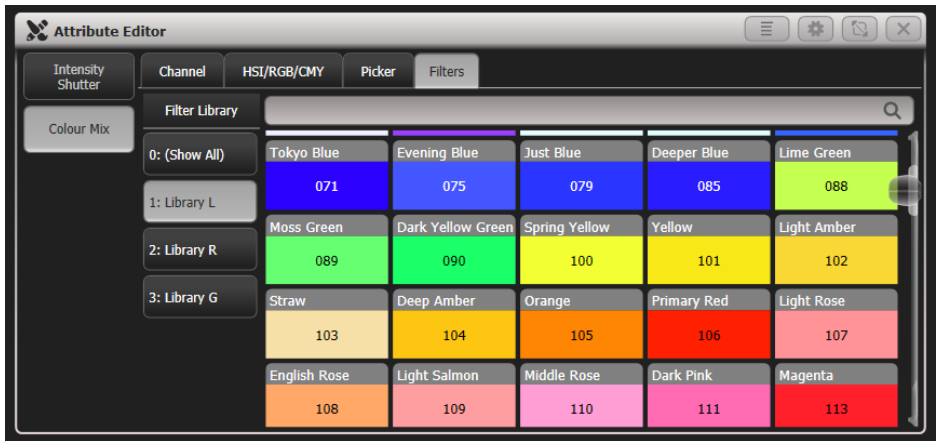 Attribute Editor
Intensity
Shutter
Colour Mix
Channel
HSI/RGB/CMY
Picker
Filters
Filter Library
0: (Show All)
1: Library L
2: Library R
3: Library G
Tokyo Blue
Evening Blue
Just Blue
Deeper Blue
Lime Green
071
075
079
085
088
Moss Green
Dark Yellow Green
Spring Yellow
Yellow
Light Amber
089
090
100
101
102
Straw
Deep Amber
Orange
Primary Red
Light Rose
103
104
105
106
107
English Rose
Light Salmon
Middle Rose
Dark Pink
Magenta
108
109
110
111
113